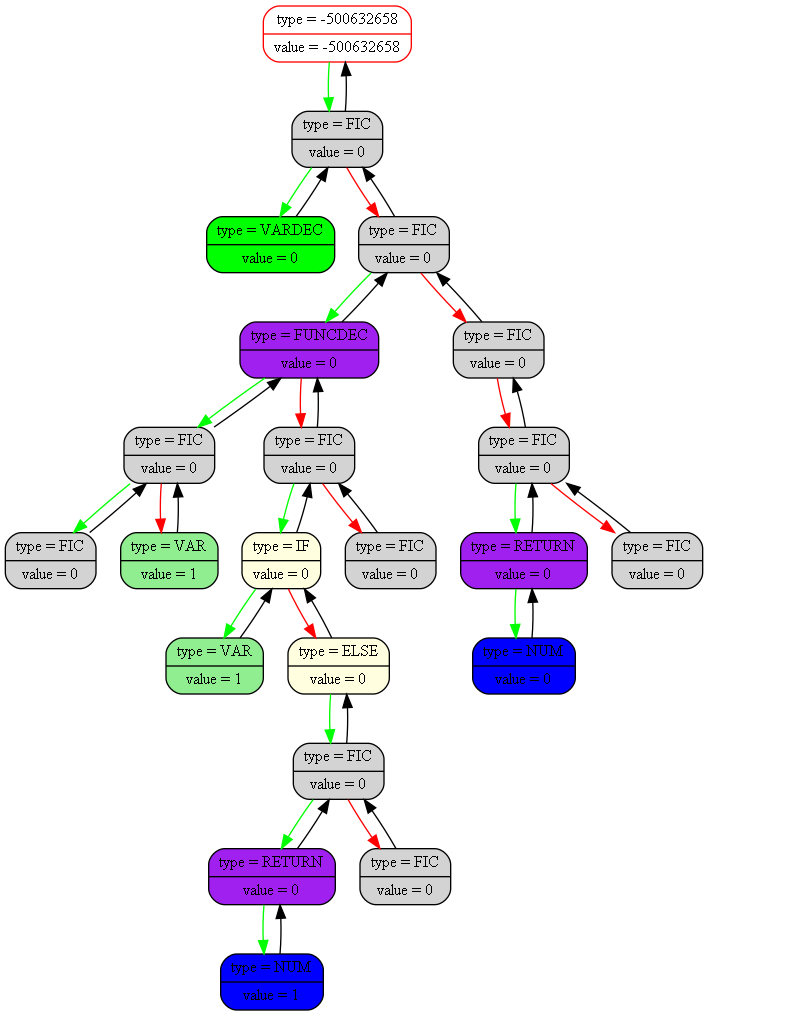 type = -500632658
value = -500632658
type = FIC
value = 0
type = VARDEC
value = 0
type = FIC
value = 0
type = FUNCDEC
value = 0
type = FIC
value = 0
type = FIC
value = 0
type = FIC
value = 0
type = FIC
value = 0
type = FIC
value = 0
type = VAR
value = 1
type = IF
value = 0
type = FIC
value = 0
type = RETURN
value = 0
type = FIC
value = 0
type = VAR
value = 1
type = ELSE
value = 0
type = NUM
value = 0
type = FIC
value = 0
type = RETURN
value = 0
type = FIC
value = 0
type = NUM
value = 1